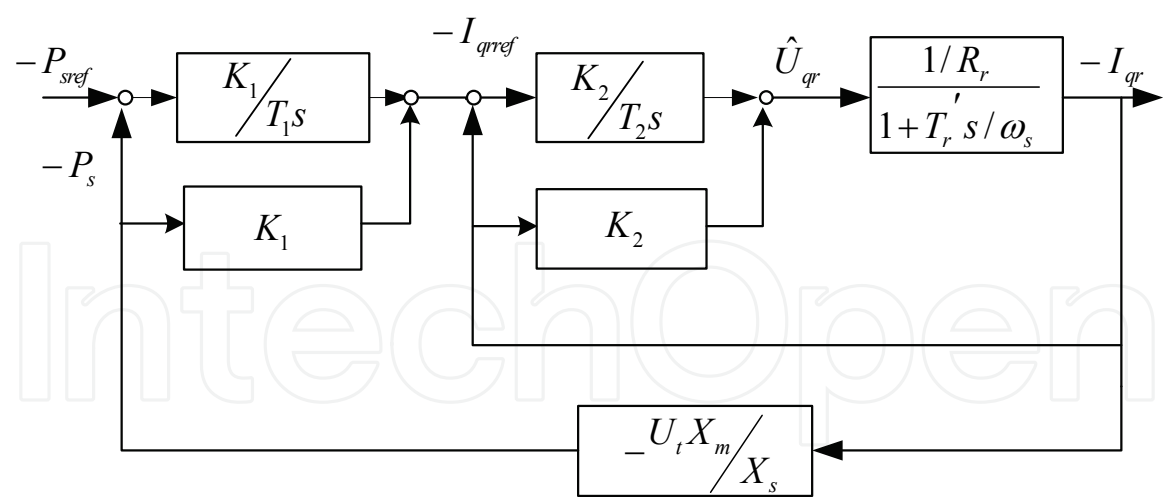 -P_sref
K_1/T_1s
-I_qrref
K_2/T_2s
Û_qr
1/R_r
1+T_r's/ω_s
-I_qr
-P_s
K_1
K_2
-U_tX_m/X_s
IntechOpen